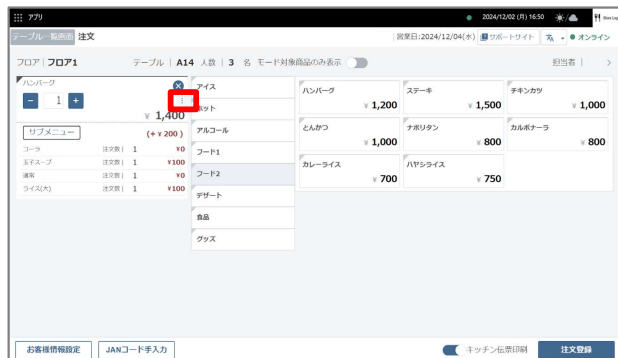 アプリ
2024/12/02 (月) 16:50
テーブル一覧画面 注文
営業日:2024/12/04(水) サポートサイト オンライン
フロア | フロア1 テーブル | A14 人数 | 3 名 モード対象商品のみ表示 担当者 |
ハンバーグ
- 1 +
¥ 1,400
サブメニュー (+ ¥ 200 )
コーラ 注文数 | 1 ¥0
玉子スープ 注文数 | 1 ¥100
通常 注文数 | 1 ¥0
ライス(大) 注文数 | 1 ¥100
アイス
ホット
アルコール
フード1
フード2
デザート
食品
グッズ
ハンバーグ
¥ 1,200
ステーキ
¥ 1,500
チキンカツ
¥ 1,000
とんかつ
¥ 1,000
ナポリタン
¥ 800
カルボナーラ
¥ 800
カレーライス
¥ 700
ハヤシライス
¥ 750
お客様情報設定 JANコード手入力 キッチン伝票印刷 注文登録